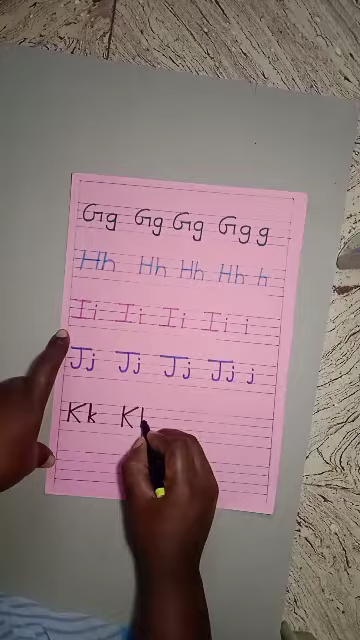 Gg Gg Gg Gg g
Hh Hh Hh Hh h
Ii Ii Ii Ii i
Jj Jj Jj Jj j
Kk K